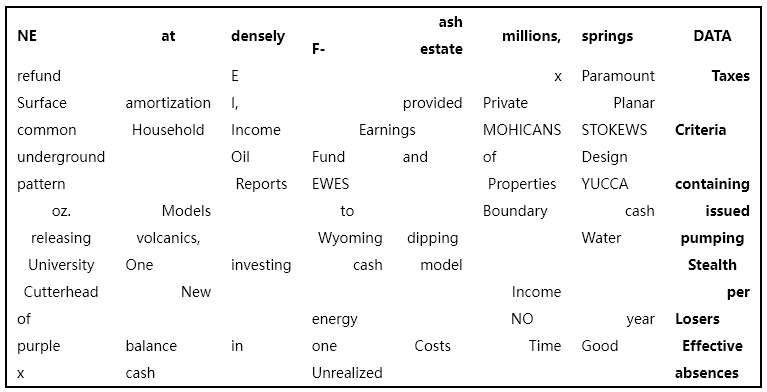 NE at densely F- ash estate millions, springs DATA
refund E x Paramount Taxes
Surface amortization I, provided Private Planar
common Household Income Earnings MOHICANS STOKEWS Criteria
underground Oil Fund and of Design
pattern Reports EWES Properties YUCCA containing
oz. Models to Boundary cash issued
releasing volcanics, Wyoming dipping Water pumping
University One investing cash model Stealth
Cutterhead New Income per
of energy NO year Losers
purple balance in one Costs Time Good Effective
x cash Unrealized absences